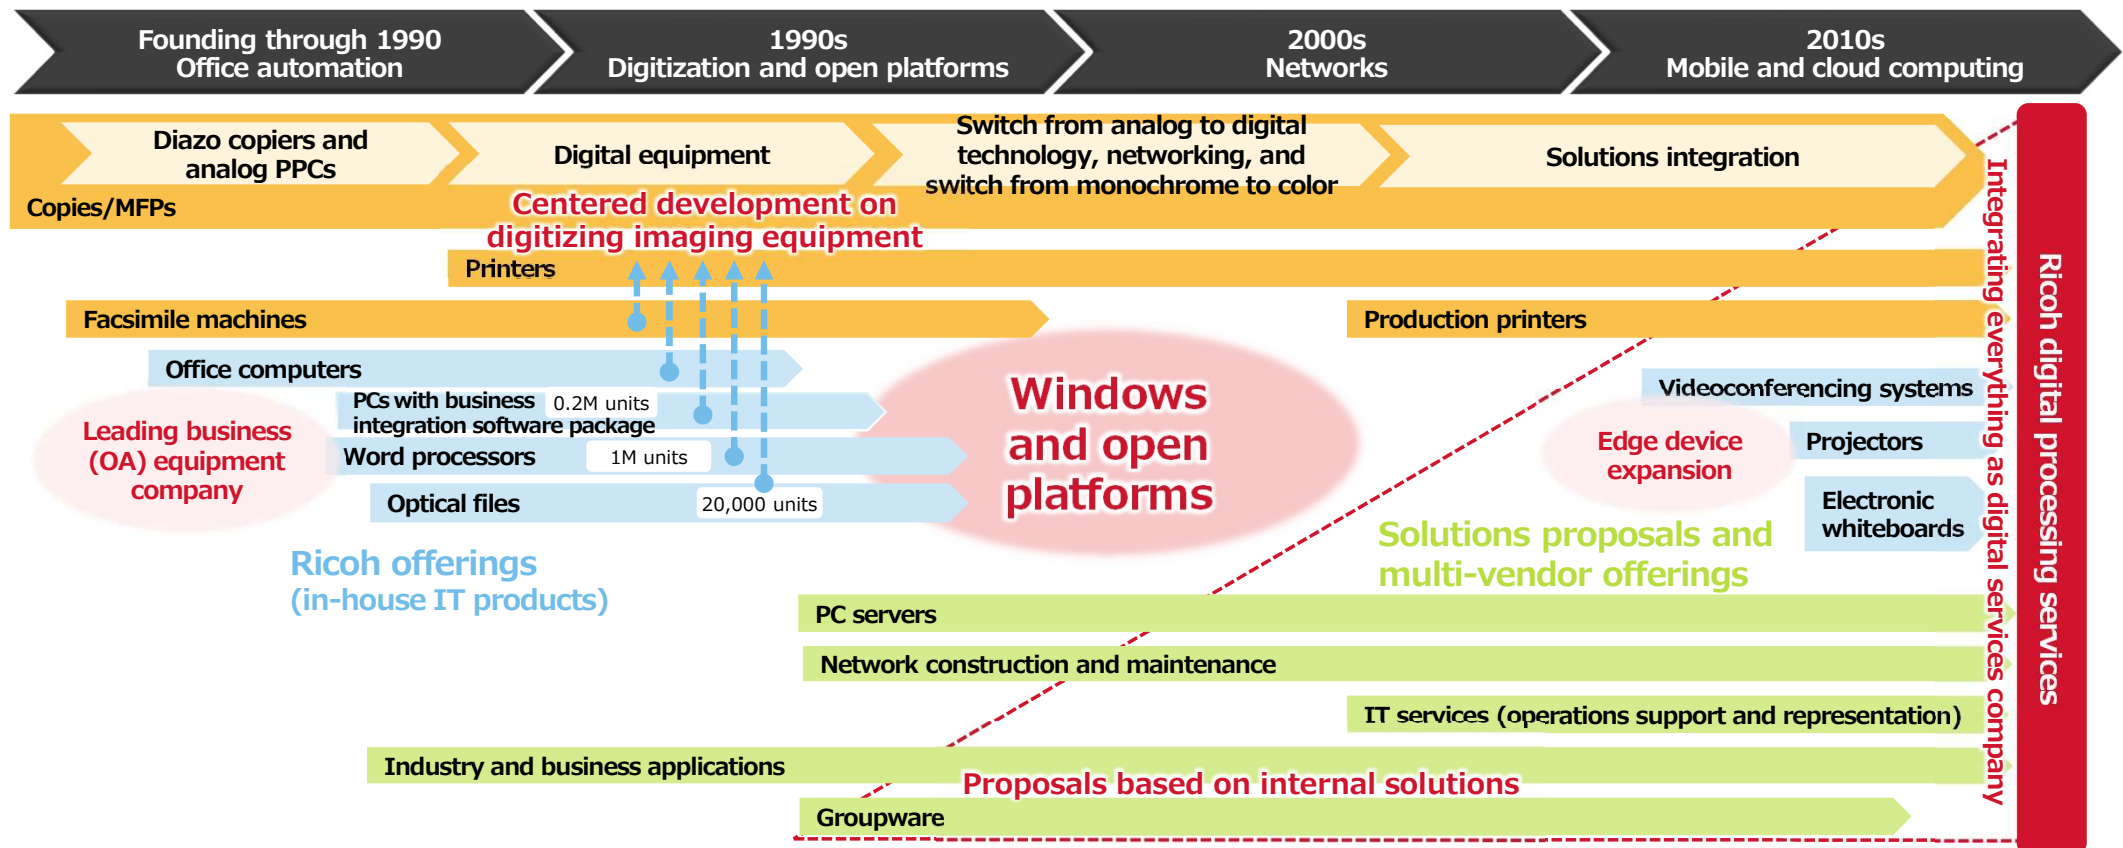 Founding through 1990
Office automation
1990s
Digitization and open platforms
2000s
Networks
2010s
Mobile and cloud computing
Diazo copiers and
analog PPCs
Digital equipment
Switch from analog to digital
technology, networking, and
switch from monochrome to color
Solutions integration
Copies/MFPs
Centered development on
digitizing imaging equipment
Printers
Facsimile machines
Production printers
Office computers
Videoconferencing systems
PCs with business
integration software package
0.2M units
Leading business
(OA) equipment
company
Word processors
1M units
Optical files
20,000 units
Windows
and open
platforms
Edge device
expansion
Projectors
Electronic
whiteboards
Ricoh offerings
(in-house IT products)
Solutions proposals and
multi-vendor offerings
PC servers
Network construction and maintenance
IT services (operations support and representation)
Industry and business applications
Proposals based on internal solutions
Groupware
Integrating everything as digital services company
Ricoh digital processing services